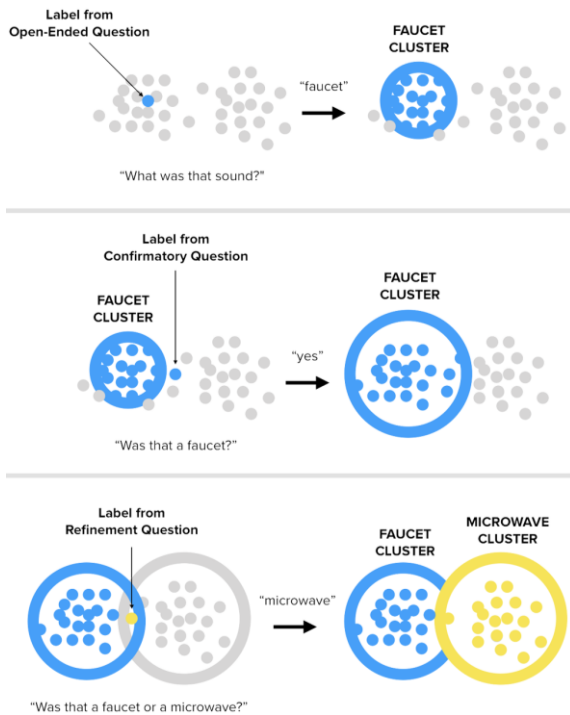 Label from
Open-Ended Question
FAUCET
CLUSTER
“faucet”
“What was that sound?”
Label from
Confirmatory Question
FAUCET
CLUSTER
FAUCET
CLUSTER
“yes”
“Was that a faucet?”
Label from
Refinement Question
FAUCET
CLUSTER
MICROWAVE
CLUSTER
“microwave”
“Was that a faucet or a microwave?”